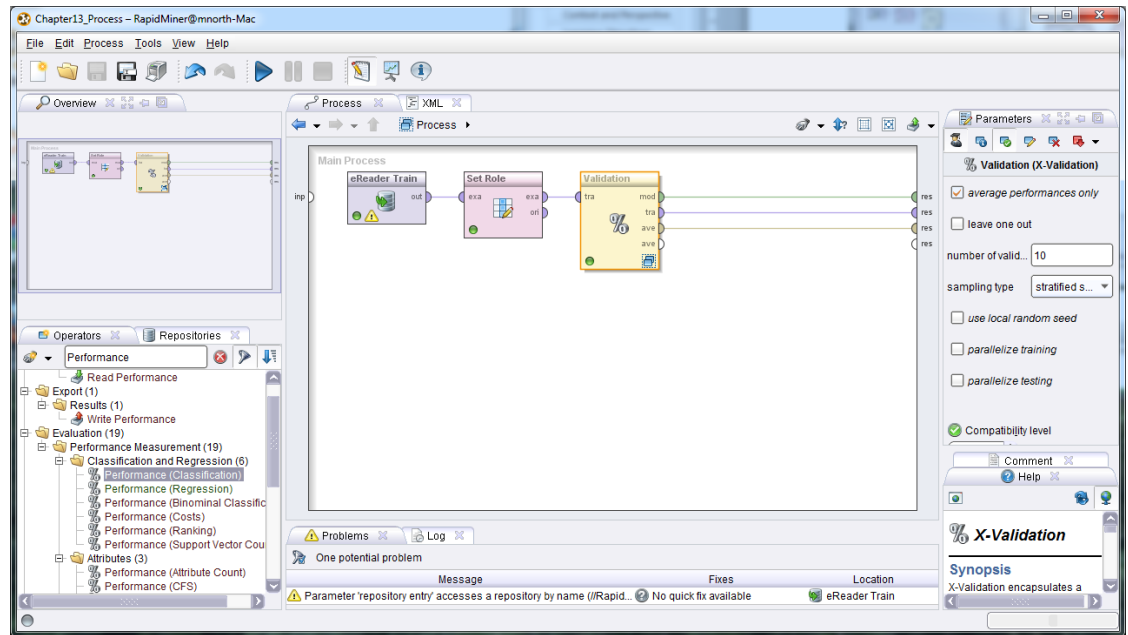 Chapter13_Process – RapidMiner@mnorth-Mac
File Edit Process Tools View Help
Overview
Process
XML
Process
Main Process
inp
eReader Train
out
Set Role
exa
exa
ori
Validation
tra
mod
tra
ave
ave
res
res
res
res
Operators
Repositories
Performance
Read Performance
Export (1)
Results (1)
Write Performance
Evaluation (19)
Performance Measurement (19)
Classification and Regression (6)
Performance (Classification)
Performance (Regression)
Performance (Binominal Classific
Performance (Costs)
Performance (Ranking)
Performance (Support Vector Cou
Attributes (3)
Performance (Attribute Count)
Performance (CFS)
Problems
Log
One potential problem
Message Fixes Location
Parameter 'repository entry' accesses a repository by name (//Rapid... No quick fix available eReader Train
Parameters
Validation (X-Validation)
average performances only
leave one out
number of valid... 10
sampling type stratified s...
use local random seed
parallelize training
parallelize testing
Compatibility level
Comment
Help
X-Validation
Synopsis
X-Validation encapsulates a